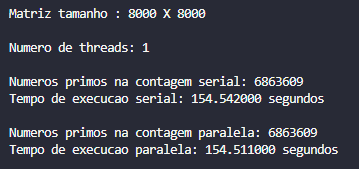 Matriz tamanho : 8000 X 8000
Numero de threads: 1
Numeros primos na contagem serial: 6863609
Tempo de execucao serial: 154.542000 segundos
Numeros primos na contagem paralela: 6863609
Tempo de execucao paralela: 154.511000 segundos